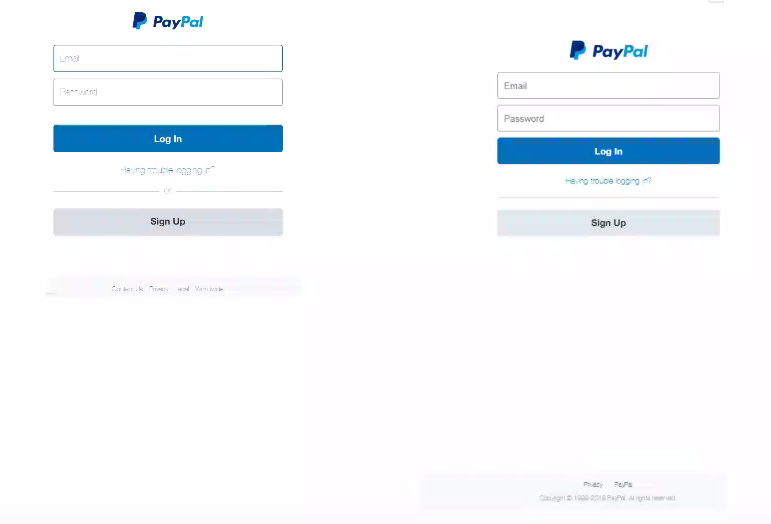 PayPal
Email
Password
Log In
Having trouble logging in?
or
Sign Up
Contact Us Privacy Legal Worldwide
PayPal
Email
Password
Log In
Having trouble logging in?
Sign Up
Privacy PayPal
Copyright © 1999-2018 PayPal. All rights reserved